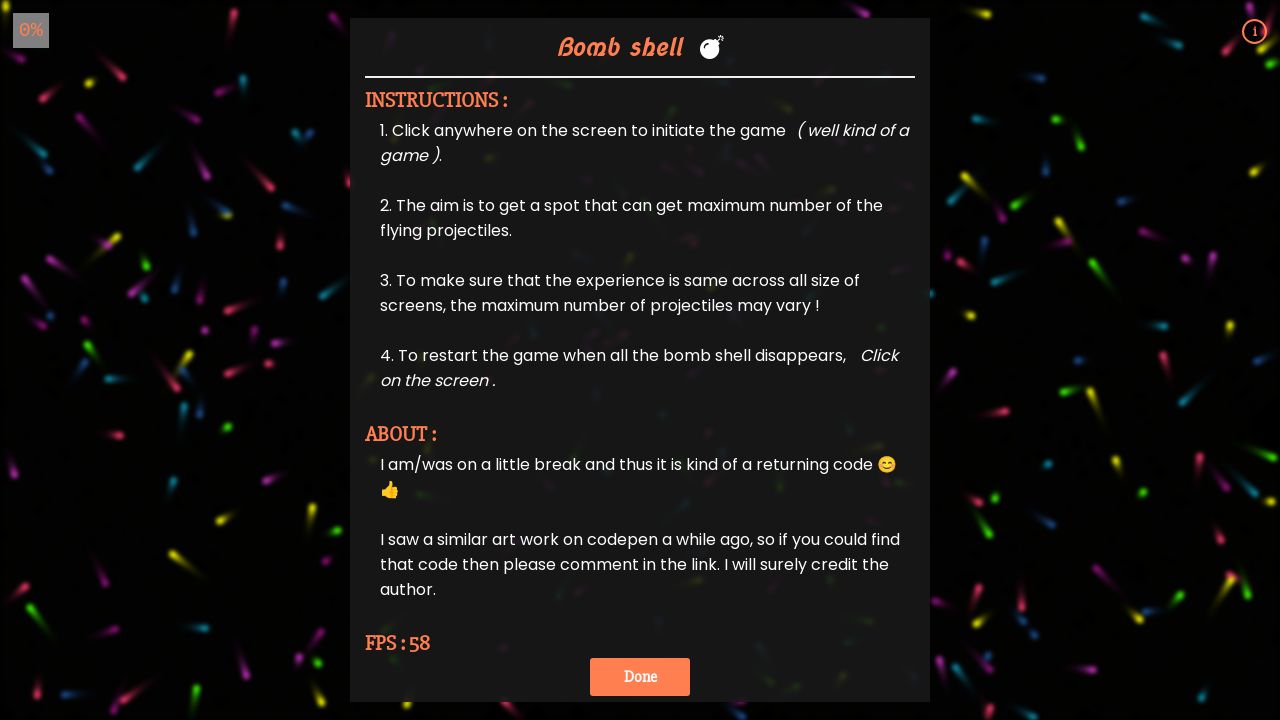 0%
i
Bomb shell 💣
INSTRUCTIONS :
1. Click anywhere on the screen to initiate the game ( well kind of a
game ).
2. The aim is to get a spot that can get maximum number of the
flying projectiles.
3. To make sure that the experience is same across all size of
screens, the maximum number of projectiles may vary !
4. To restart the game when all the bomb shell disappears, Click
on the screen .
ABOUT :
I am/was on a little break and thus it is kind of a returning code 😊
👍
I saw a similar art work on codepen a while ago, so if you could find
that code then please comment in the link. I will surely credit the
author.
FPS : 58
Done